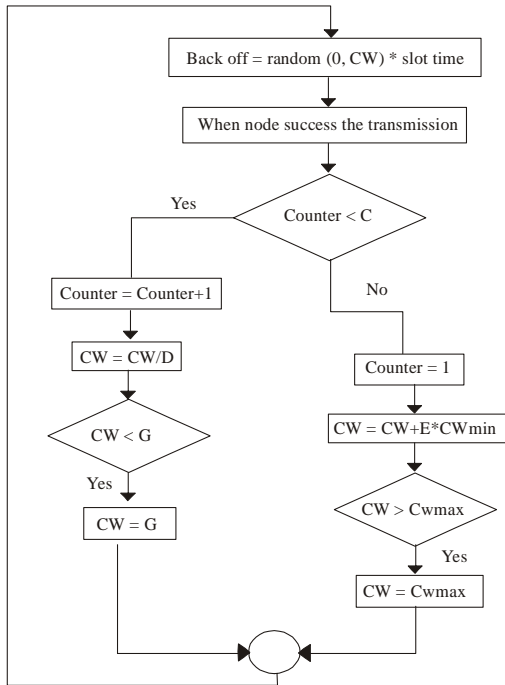 Back off = random (0, CW) * slot time
When node success the transmission
Counter < C
Yes
No
Counter = Counter+1
CW = CW/D
CW < G
Yes
CW = G
Counter = 1
CW = CW+E*CWmin
CW > Cwmax
Yes
CW = Cwmax